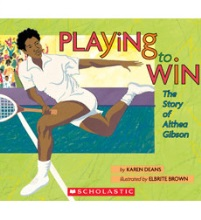 PLAYING
to
WIN
The
Story
of
Althea
Gibson
by KAREN DEANS
illustrated by ELBRITE BROWN
SCHOLASTIC